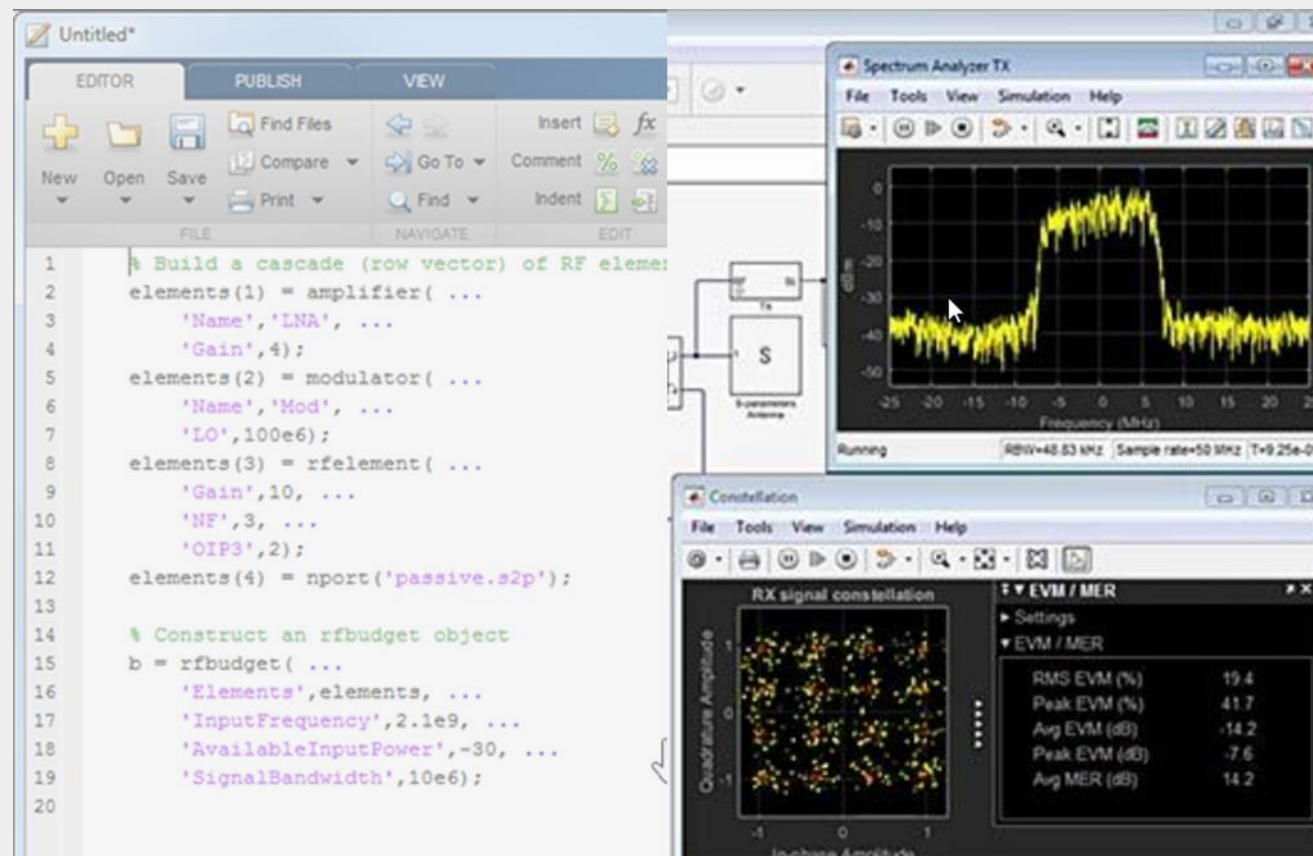 Untitled*
EDITOR PUBLISH VIEW
New
Open
Save
Find Files
Compare
Print
FILE
Go To
Find
NAVIGATE
Insert fx
Comment
Indent
EDIT
1 % Build a cascade (row vector) of RF elemen
2 elements(1) = amplifier( ...
3 'Name','LNA', ...
4 'Gain',4);
5 elements(2) = modulator( ...
6 'Name','Mod', ...
7 'LO',100e6);
8 elements(3) = rfelement( ...
9 'Gain',10, ...
10 'NF',3, ...
11 'OIP3',2);
12 elements(4) = nport('passive.s2p');
13
14 % Construct an rfbudget object
15 b = rfbudget( ...
16 'Elements',elements, ...
17 'InputFrequency',2.1e9, ...
18 'AvailableInputPower',-30, ...
19 'SignalBandwidth',10e6);
20
S
S-parameters
Antenna
Spectrum Analyzer TX
File Tools View Simulation Help
dBm
0
-10
-20
-30
-40
-50
-25 -20 -15 -10 -5 0 5 10 15 20
Frequency (MHz)
Running RBW=48.83 kHz Sample rate=50 MHz
Constellation
File Tools View Simulation Help
RX signal constellation
Quadrature Amplitude
1
0
-1
-1 0 1
In-phase Amplitude
EVM / MER
Settings
EVM / MER
RMS EVM (%) 19.4
Peak EVM (%) 41.7
Avg EVM (dB) -14.2
Peak EVM (dB) -7.6
Avg MER (dB) 14.2